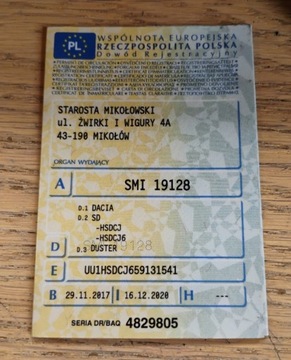 PL
WSPÓLNOTA EUROPEJSKA
RZECZPOSPOLITA POLSKA
Dowód Rejestracyjny
STAROSTA MIKOŁOWSKI
ul. ŻWIRKI I WIGURY 4A
43-190 MIKOŁÓW
ORGAN WYDAJĄCY
A SMI 19128
D.1 DACIA
D.2 SD
-HSDCJ
-HSDCJ6
D D.3 DUSTER
E UU1HSDCJ659131541
B 29.11.2017 I 16.12.2020 H ---
SERIA DR/BAQ 4829805